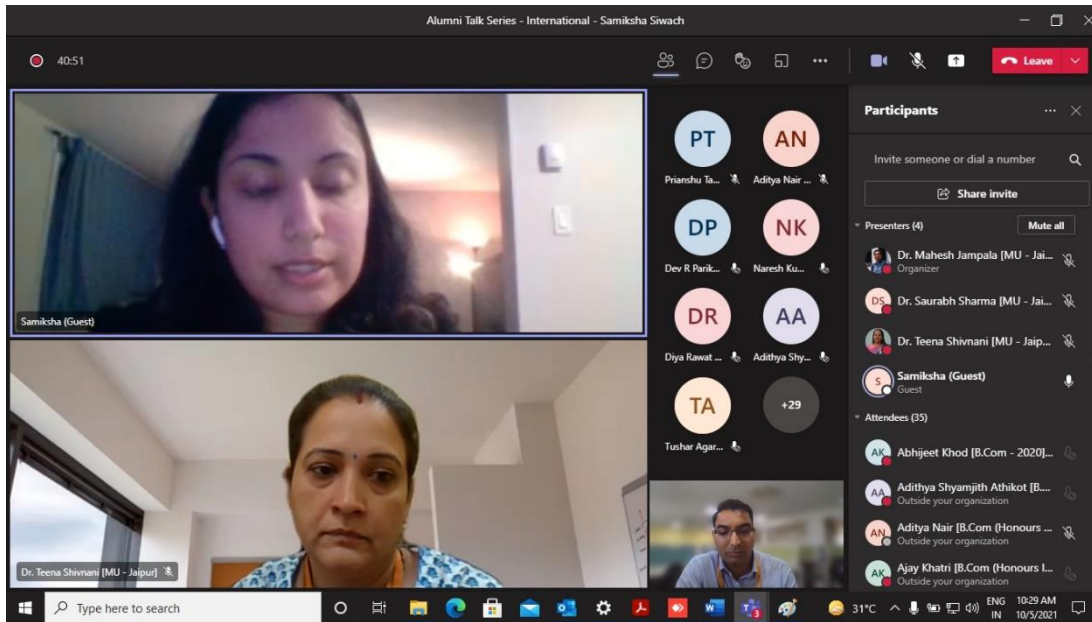 Alumni Talk Series - International - Samiksha Siwach
40:51
Leave
Samiksha (Guest)
Dr. Teena Shivnani [MU - Jaipur]
PT
AN
Prianshu Ta...
Aditya Nair ...
DP
NK
Dev R Parik...
Naresh Ku...
DR
AA
Diya Rawat ...
Adithya Shy...
TA
+29
Tushar Agar...
Participants
Invite someone or dial a number
Share invite
Presenters (4)
Mute all
Dr. Mahesh Jampala [MU - Jai...
Organizer
DS
Dr. Saurabh Sharma [MU - Jai...
Dr. Teena Shivnani [MU - Jaip...
S
Samiksha (Guest)
Guest
Attendees (35)
AK
Abhijeet Khod [B.Com - 2020]...
AA
Adithya Shyamjith Athikot [B....
Outside your organization
AN
Aditya Nair [B.Com (Honours ...
Outside your organization
AK
Ajay Khatri [B.Com (Honours I...
Outside your organization
Type here to search
31°C
ENG
IN
10:29 AM
10/5/2021